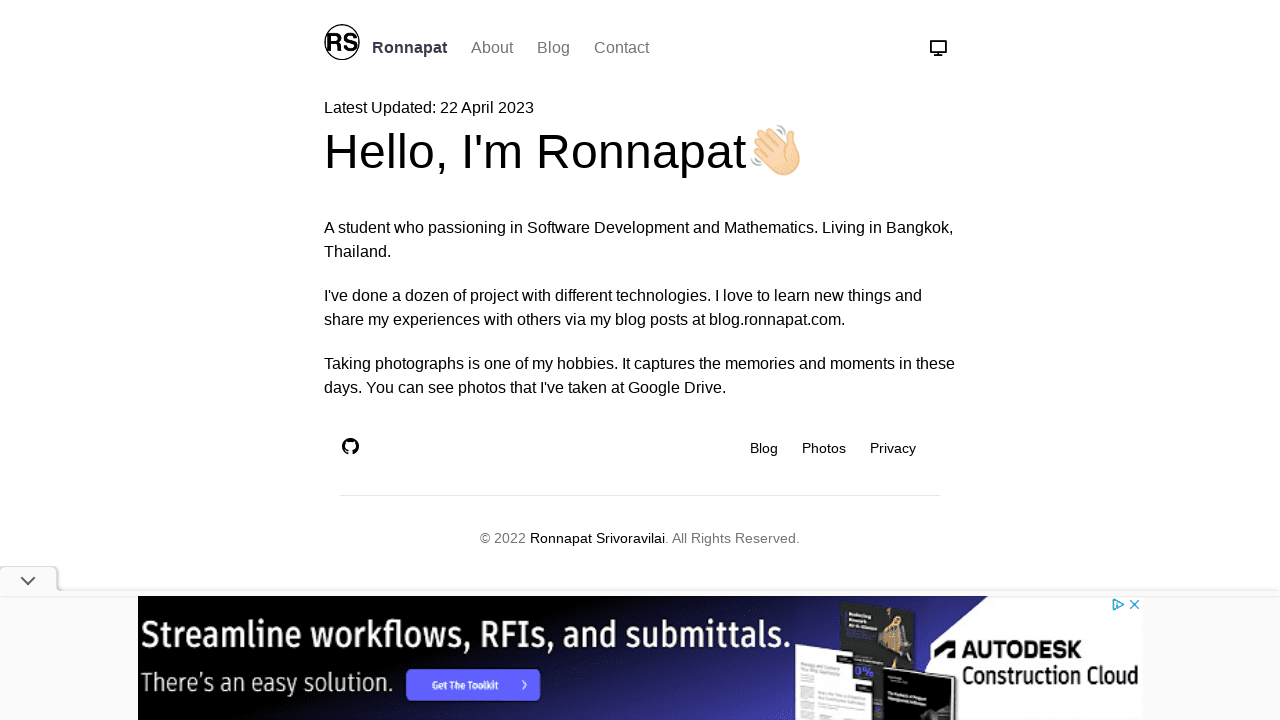 RS
Ronnapat About Blog Contact
Latest Updated: 22 April 2023
Hello, I'm Ronnapat👋🏻
A student who passioning in Software Development and Mathematics. Living in Bangkok,
Thailand.
I've done a dozen of project with different technologies. I love to learn new things and
share my experiences with others via my blog posts at blog.ronnapat.com.
Taking photographs is one of my hobbies. It captures the memories and moments in these
days. You can see photos that I've taken at Google Drive.
Blog Photos Privacy
© 2022 Ronnapat Srivoravilai. All Rights Reserved.
Streamline workflows, RFIs, and submittals.
There's an easy solution. Get The Toolkit
AUTODESK
Construction Cloud